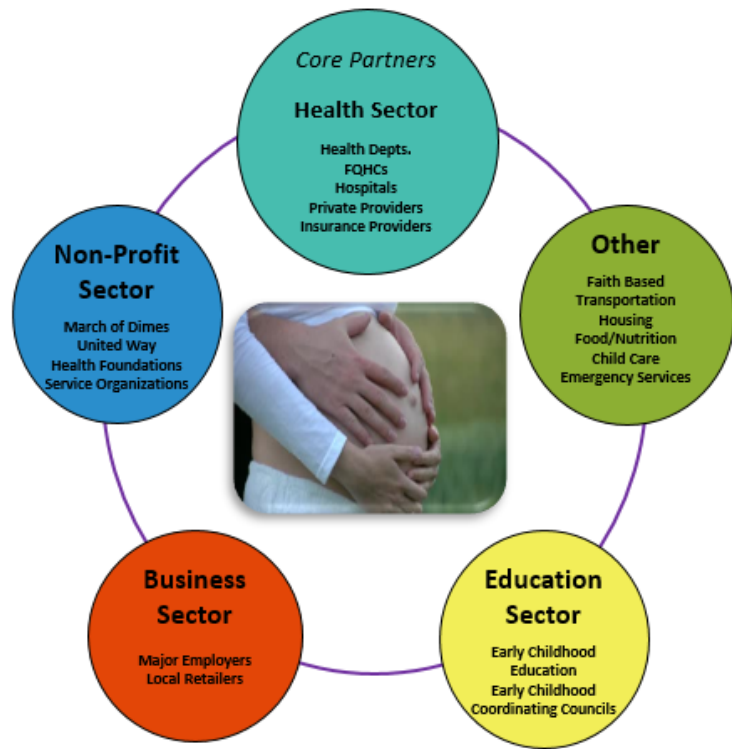 Core Partners
Health Sector
Health Depts.
FQHCs
Hospitals
Private Providers
Insurance Providers
Non-Profit
Sector
March of Dimes
United Way
Health Foundations
Service Organizations
Other
Faith Based
Transportation
Housing
Food/Nutrition
Child Care
Emergency Services
Business
Sector
Major Employers
Local Retailers
Education
Sector
Early Childhood
Education
Early Childhood
Coordinating Councils